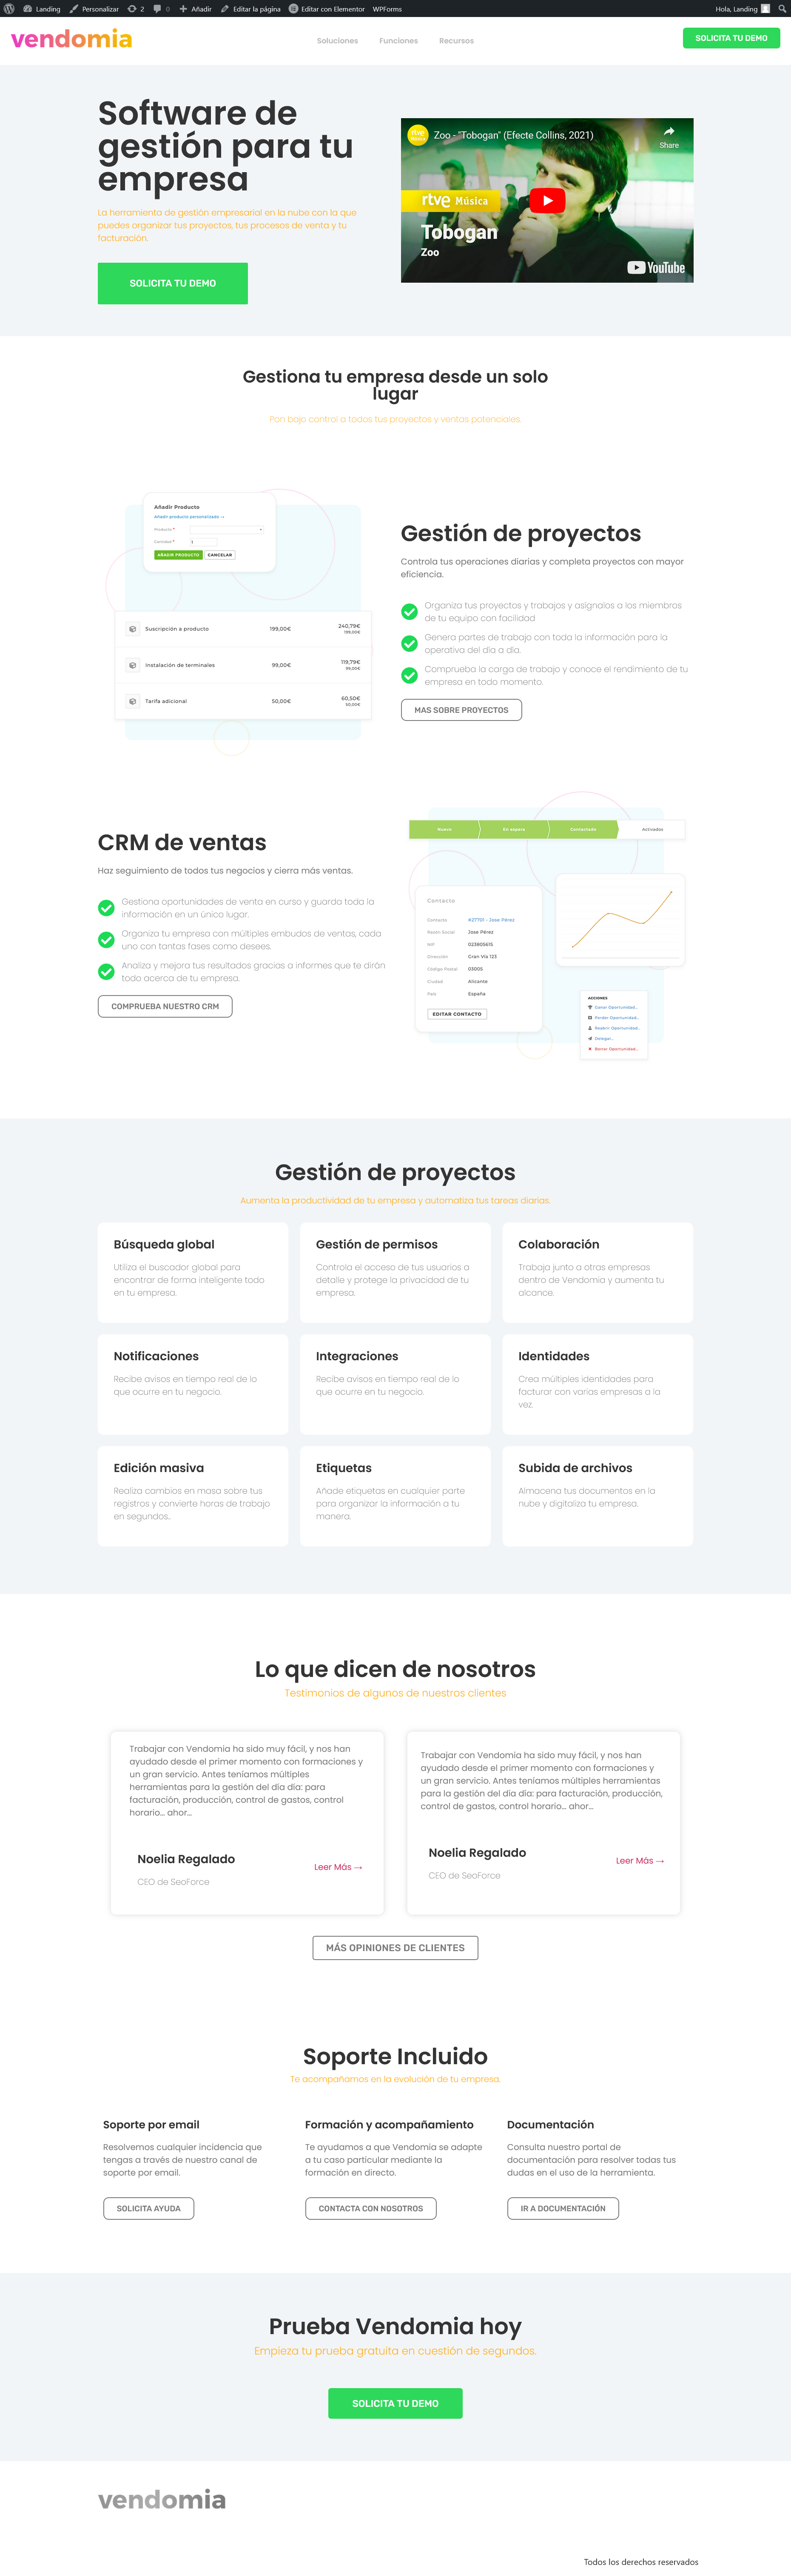 Landing Personalizar 2 0 Añadir Editar la página Editar con Elementor WPForms Hola, Landing
vendomia
Soluciones Funciones Recursos
SOLICITA TU DEMO
Software de
gestión para tu
empresa
La herramienta de gestión empresarial en la nube con la que
puedes organizar tus proyectos, tus procesos de venta y tu
facturación.
SOLICITA TU DEMO
rtve Música
Zoo - "Tobogan" (Efecte Collins, 2021)
Share
rtve Música
Tobogan
Zoo
YouTube
Gestiona tu empresa desde un solo
lugar
Pon bajo control a todos tus proyectos y ventas potenciales.
Añadir Producto
Añadir producto personalizado →
Producto *
Cantidad * 1
AÑADIR PRODUCTO CANCELAR
Suscripción a producto 199,00€ 240,79€
199,00€
Instalación de terminales 99,00€ 119,79€
99,00€
Tarifa adicional 50,00€ 60,50€
50,00€
Gestión de proyectos
Controla tus operaciones diarias y completa proyectos con mayor
eficiencia.
Organiza tus proyectos y trabajos y asígnalos a los miembros
de tu equipo con facilidad
Genera partes de trabajo con toda la información para la
operativa del día a día.
Comprueba la carga de trabajo y conoce el rendimiento de tu
empresa en todo momento.
MAS SOBRE PROYECTOS
CRM de ventas
Haz seguimiento de todos tus negocios y cierra más ventas.
Gestiona oportunidades de venta en curso y guarda toda la
información en un único lugar.
Organiza tu empresa con múltiples embudos de ventas, cada
uno con tantas fases como desees.
Analiza y mejora tus resultados gracias a informes que te dirán
todo acerca de tu empresa.
COMPRUEBA NUESTRO CRM
Nuevo En espera Contactado Activados
Contacto
Contacto #27701 - Jose Pérez
Razón Social Jose Pérez
NIF 023805615
Dirección Gran Vía 123
Código Postal 03005
Ciudad Alicante
País España
EDITAR CONTACTO
ACCIONES
Ganar Oportunidad...
Perder Oportunidad...
Reabrir Oportunidad...
Delegar...
Borrar Oportunidad...
Gestión de proyectos
Aumenta la productividad de tu empresa y automatiza tus tareas diarias.
Búsqueda global
Utiliza el buscador global para
encontrar de forma inteligente todo
en tu empresa.
Gestión de permisos
Controla el acceso de tus usuarios a
detalle y protege la privacidad de tu
empresa.
Colaboración
Trabaja junto a otras empresas
dentro de Vendomia y aumenta tu
alcance.
Notificaciones
Recibe avisos en tiempo real de lo
que ocurre en tu negocio.
Integraciones
Recibe avisos en tiempo real de lo
que ocurre en tu negocio.
Identidades
Crea múltiples identidades para
facturar con varias empresas a la
vez.
Edición masiva
Realiza cambios en masa sobre tus
registros y convierte horas de trabajo
en segundos..
Etiquetas
Añade etiquetas en cualquier parte
para organizar la información a tu
manera.
Subida de archivos
Almacena tus documentos en la
nube y digitaliza tu empresa.
Lo que dicen de nosotros
Testimonios de algunos de nuestros clientes
Trabajar con Vendomia ha sido muy fácil, y nos han
ayudado desde el primer momento con formaciones y
un gran servicio. Antes teníamos múltiples
herramientas para la gestión del día día: para
facturación, producción, control de gastos, control
horario... ahor...
Noelia Regalado
CEO de SeoForce
Leer Más →
Trabajar con Vendomia ha sido muy fácil, y nos han
ayudado desde el primer momento con formaciones y
un gran servicio. Antes teníamos múltiples herramientas
para la gestión del día día: para facturación, producción,
control de gastos, control horario... ahor...
Noelia Regalado
CEO de SeoForce
Leer Más →
MÁS OPINIONES DE CLIENTES
Soporte Incluido
Te acompañamos en la evolución de tu empresa.
Soporte por email
Resolvemos cualquier incidencia que
tengas a través de nuestro canal de
soporte por email.
SOLICITA AYUDA
Formación y acompañamiento
Te ayudamos a que Vendomia se adapte
a tu caso particular mediante la
formación en directo.
CONTACTA CON NOSOTROS
Documentación
Consulta nuestro portal de
documentación para resolver todas tus
dudas en el uso de la herramienta.
IR A DOCUMENTACIÓN
Prueba Vendomia hoy
Empieza tu prueba gratuita en cuestión de segundos.
SOLICITA TU DEMO
vendomia
Todos los derechos reservados